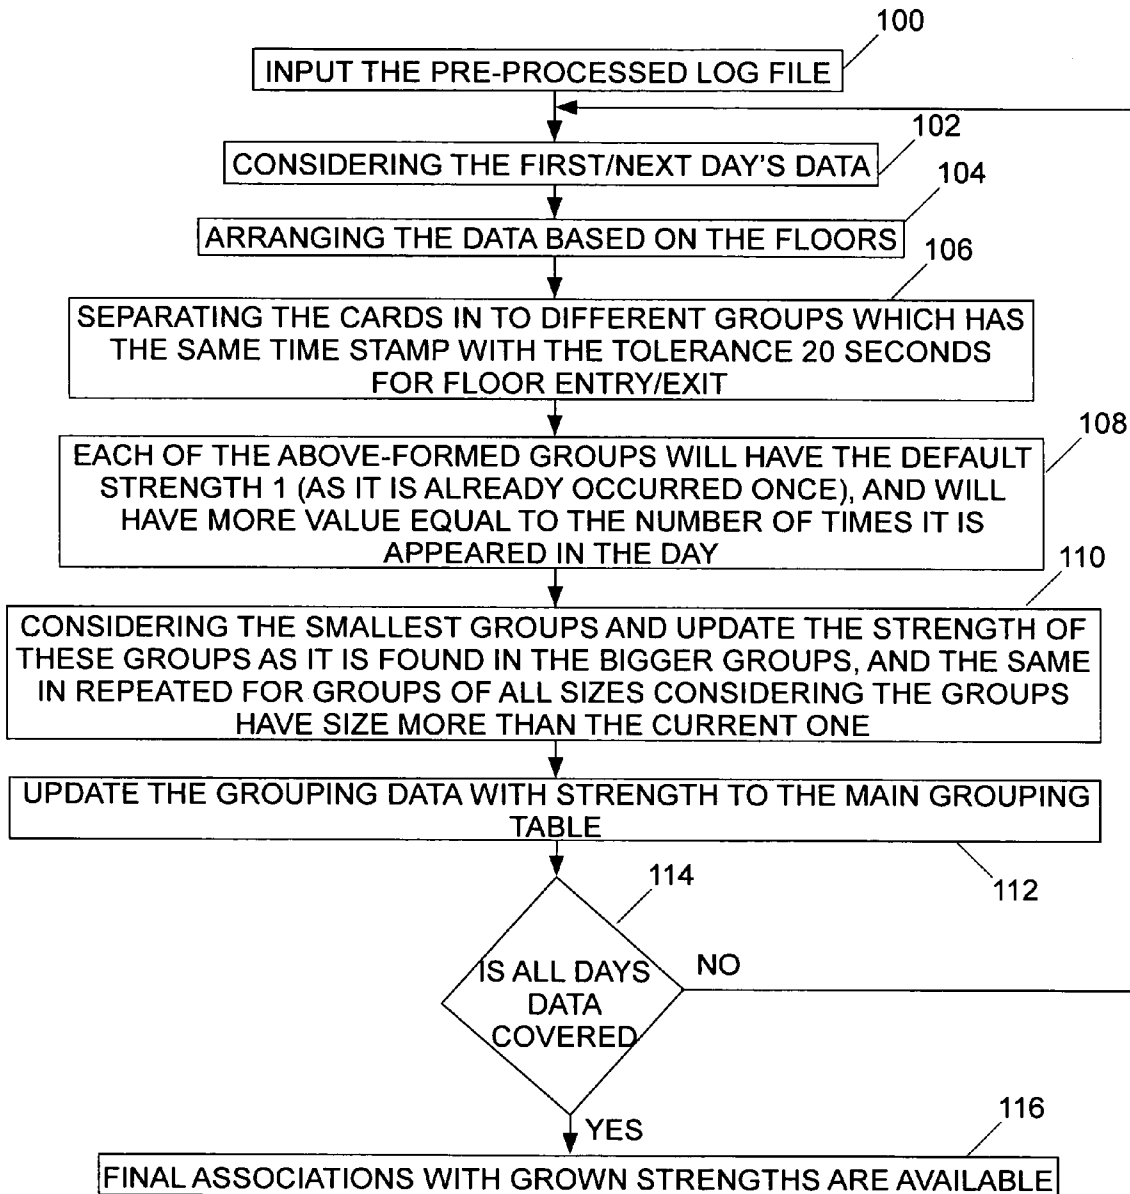 100
INPUT THE PRE-PROCESSED LOG FILE
102
CONSIDERING THE FIRST/NEXT DAY'S DATA
104
ARRANGING THE DATA BASED ON THE FLOORS
106
SEPARATING THE CARDS IN TO DIFFERENT GROUPS WHICH HAS
THE SAME TIME STAMP WITH THE TOLERANCE 20 SECONDS
FOR FLOOR ENTRY/EXIT
108
EACH OF THE ABOVE-FORMED GROUPS WILL HAVE THE DEFAULT
STRENGTH 1 (AS IT IS ALREADY OCCURRED ONCE), AND WILL
HAVE MORE VALUE EQUAL TO THE NUMBER OF TIMES IT IS
APPEARED IN THE DAY
110
CONSIDERING THE SMALLEST GROUPS AND UPDATE THE STRENGTH OF
THESE GROUPS AS IT IS FOUND IN THE BIGGER GROUPS, AND THE SAME
IN REPEATED FOR GROUPS OF ALL SIZES CONSIDERING THE GROUPS
HAVE SIZE MORE THAN THE CURRENT ONE
UPDATE THE GROUPING DATA WITH STRENGTH TO THE MAIN GROUPING
TABLE
112
114
IS ALL DAYS
DATA
COVERED
NO
YES
116
FINAL ASSOCIATIONS WITH GROWN STRENGTHS ARE AVAILABLE